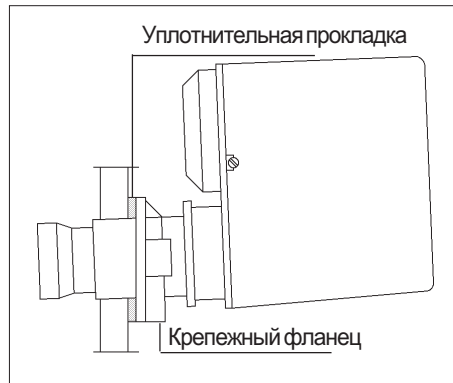 Уплотнительная прокладка
Крепежный фланец